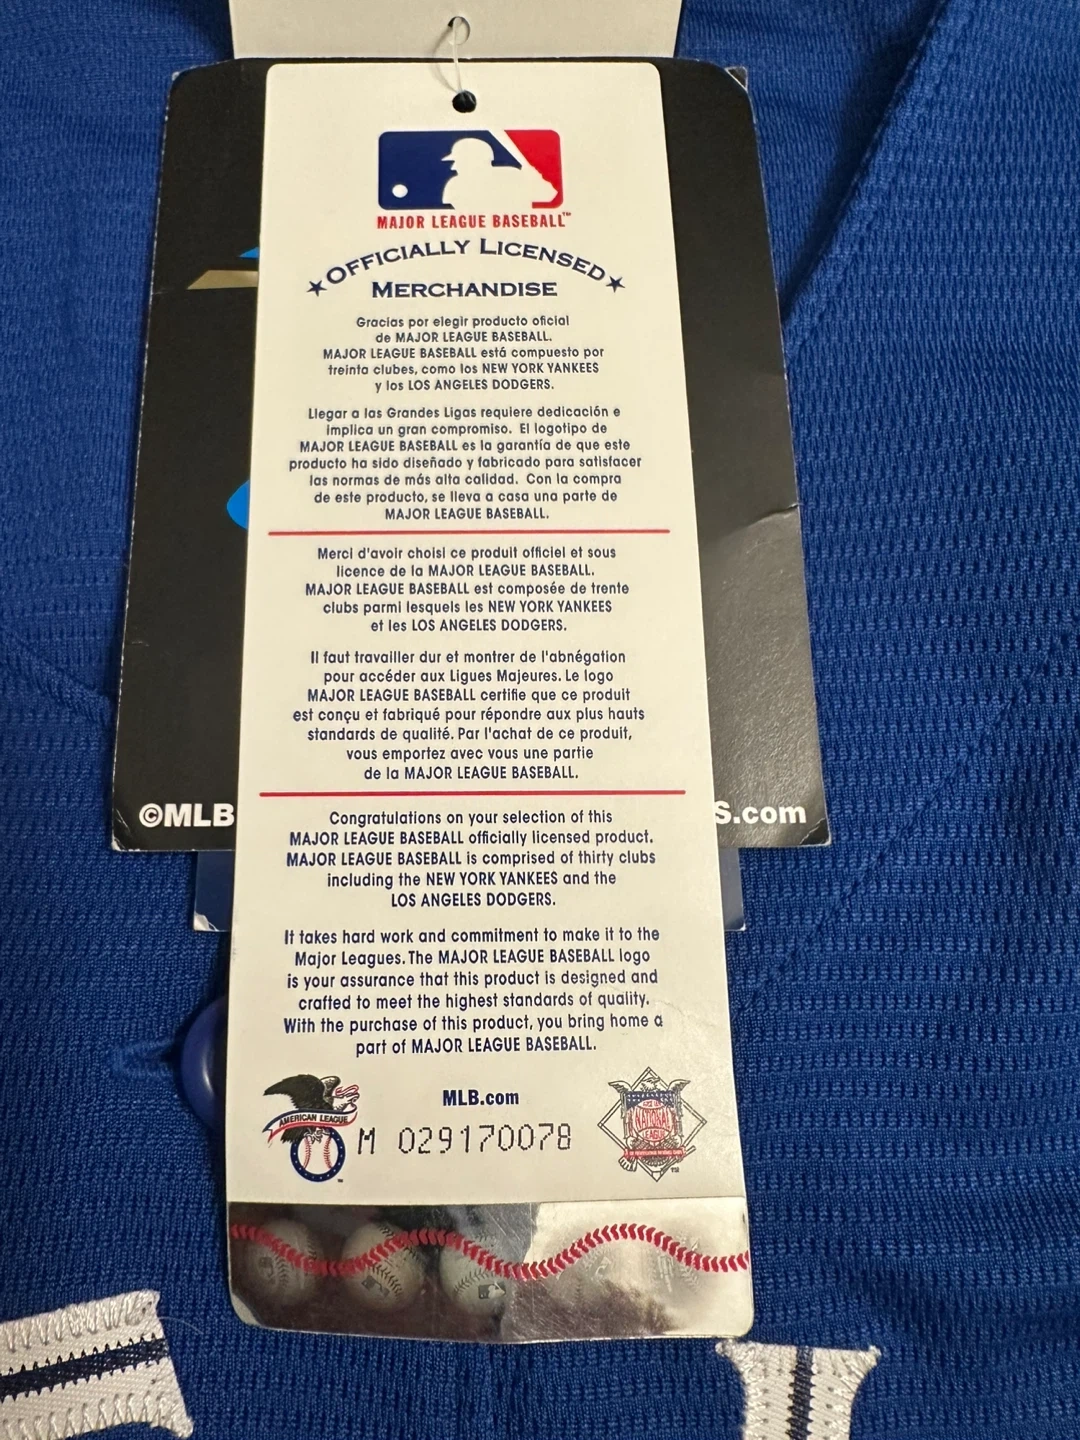 MAJOR LEAGUE BASEBALL™
OFFICIALLY LICENSED
MERCHANDISE
Gracias por elegir producto oficial
de MAJOR LEAGUE BASEBALL.
MAJOR LEAGUE BASEBALL está compuesto por
treinta clubes, como los NEW YORK YANKEES
y los LOS ANGELES DODGERS.
Llegar a las Grandes Ligas requiere dedicación e
implica un gran compromiso. El logotipo de
MAJOR LEAGUE BASEBALL es la garantía de que este
producto ha sido diseñado y fabricado para satisfacer
las normas de más alta calidad. Con la compra
de este producto, se lleva a casa una parte de
MAJOR LEAGUE BASEBALL.
Merci d'avoir choisi ce produit officiel et sous
licence de la MAJOR LEAGUE BASEBALL.
MAJOR LEAGUE BASEBALL est composée de trente
clubs parmi lesquels les NEW YORK YANKEES
et les LOS ANGELES DODGERS.
Il faut travailler dur et montrer de l'abnégation
pour accéder aux Ligues Majeures. Le logo
MAJOR LEAGUE BASEBALL certifie que ce produit
est conçu et fabriqué pour répondre aux plus hauts
standards de qualité. Par l'achat de ce produit,
vous emportez avec vous une partie
de la MAJOR LEAGUE BASEBALL.
©MLB
S.com
Congratulations on your selection of this
MAJOR LEAGUE BASEBALL officially licensed product.
MAJOR LEAGUE BASEBALL is comprised of thirty clubs
including the NEW YORK YANKEES and the
LOS ANGELES DODGERS.
It takes hard work and commitment to make it to the
Major Leagues. The MAJOR LEAGUE BASEBALL logo
is your assurance that this product is designed and
crafted to meet the highest standards of quality.
With the purchase of this product, you bring home a
part of MAJOR LEAGUE BASEBALL.
MLB.com
AMERICAN LEAGUE
M 029170078
NATIONAL
LEAGUE